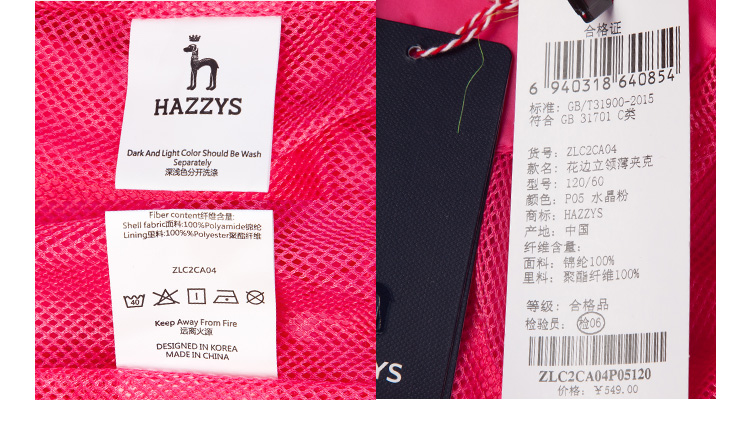 HAZZYS
Dark And Light Color Should Be Wash
Separately
深浅色分开洗涤
Fiber content纤维含量:
Shell fabric面料:100%Polyamide锦纶
Lining里料:100%%Polyester聚酯纤维
ZLC2CA04
40
Keep Away From Fire
远离火源
DESIGNED IN KOREA
MADE IN CHINA
YS
合格证
6 940318 640854
标准: GB/T31900-2015
符合 GB 31701 C类
货号: ZLC2CA04
款名: 花边立领薄夹克
型号: 120/60
颜色: P05 水晶粉
商标: HAZZYS
产地: 中国
纤维含量:
面料: 锦纶100%
里料: 聚酯纤维100%
等级: 合格品
检验员: 检06
ZLC2CA04P05120
价格: ¥549.00